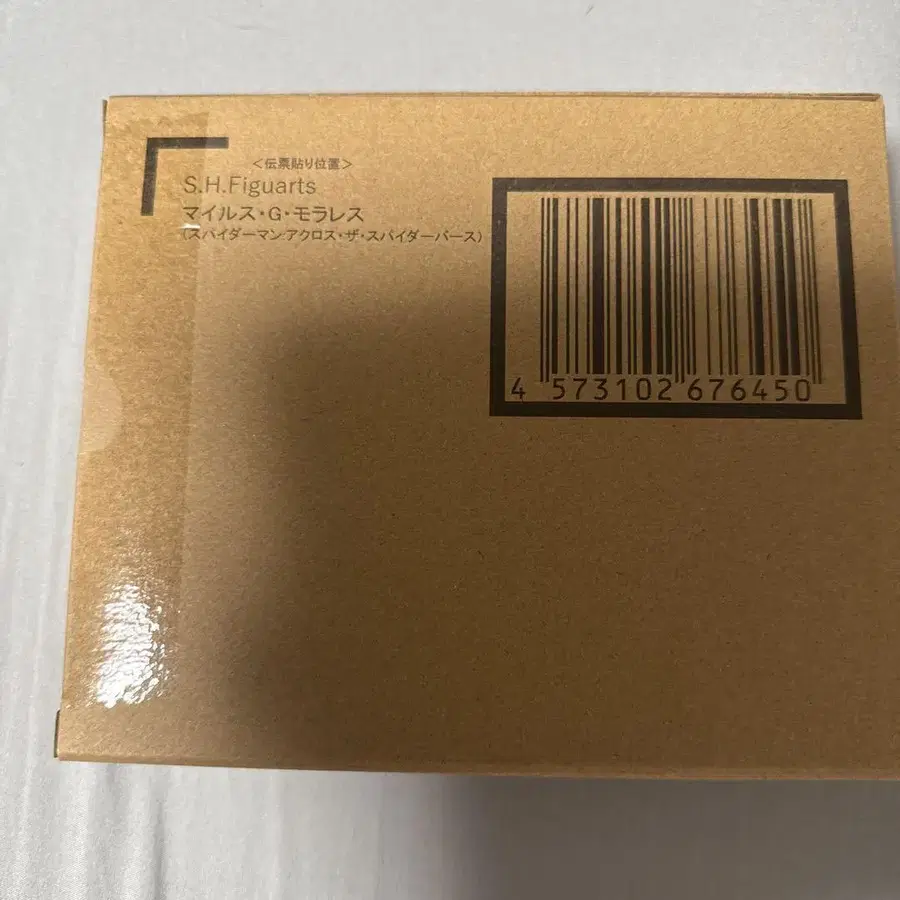 ＜伝票貼り位置＞
S.H.Figuarts
マイルス・G・モラレス
(スパイダーマン:アクロス・ザ・スパイダーバース)
4 573102 676450